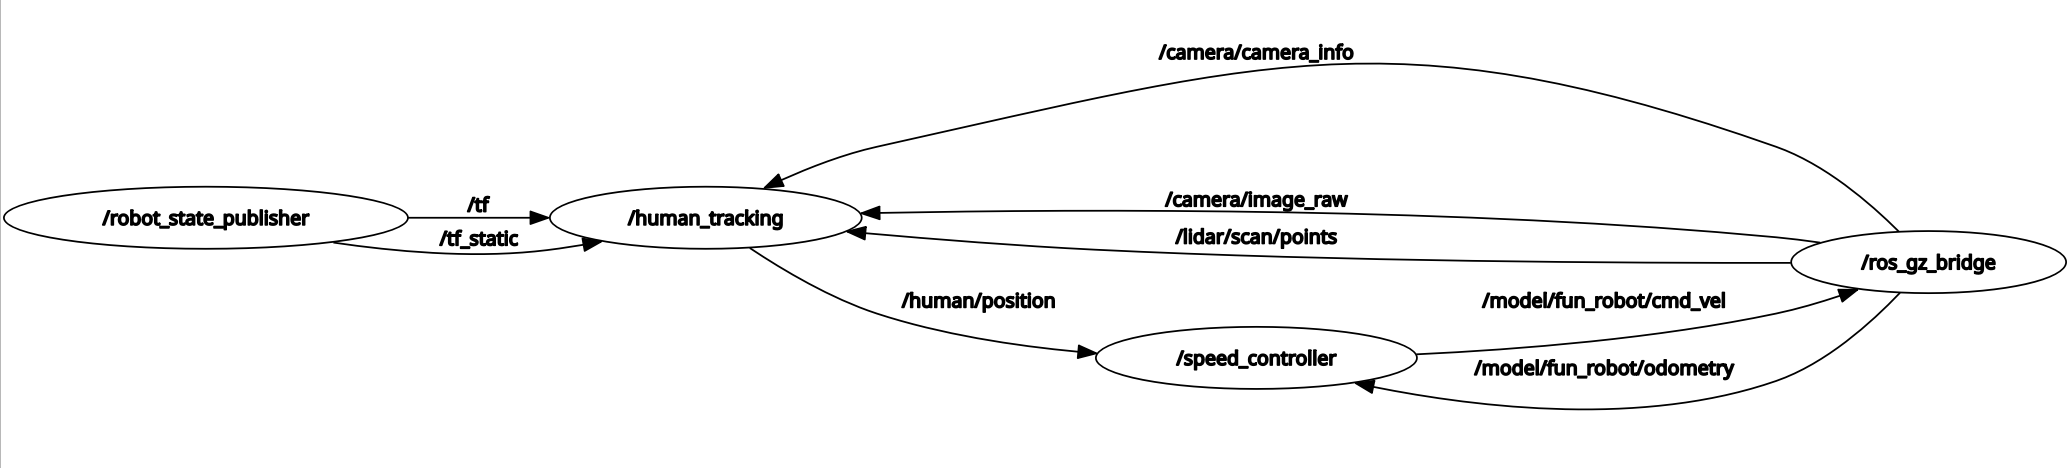 /camera/camera_info
/camera/image_raw
/tf
/robot_state_publisher
/human_tracking
/tf_static
/lidar/scan/points
/ros_gz_bridge
/human/position
/model/fun_robot/cmd_vel
/speed_controller
/model/fun_robot/odometry